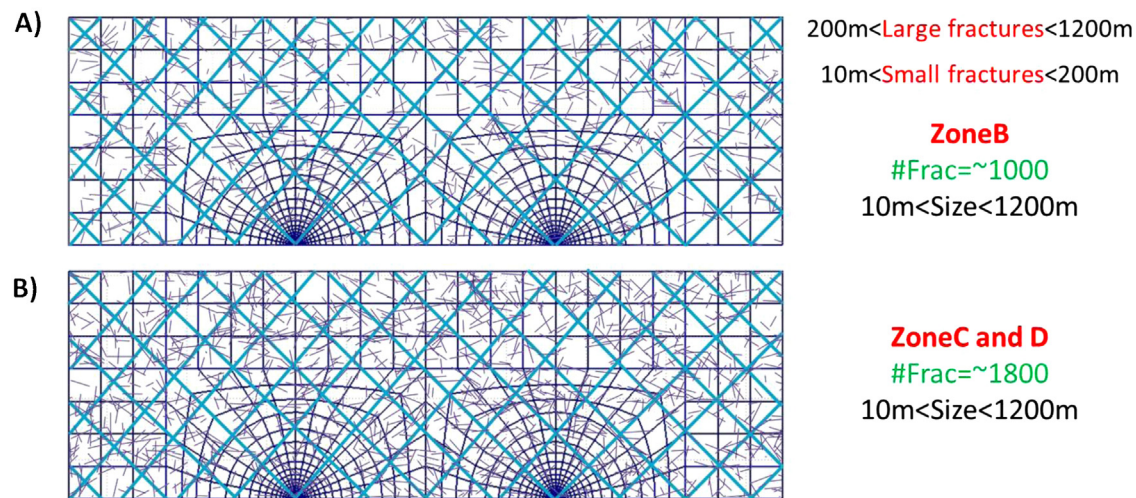 A)
200m<Large fractures<1200m
10m<Small fractures<200m
ZoneB
#Frac=~1000
10m<Size<1200m
B)
ZoneC and D
#Frac=~1800
10m<Size<1200m